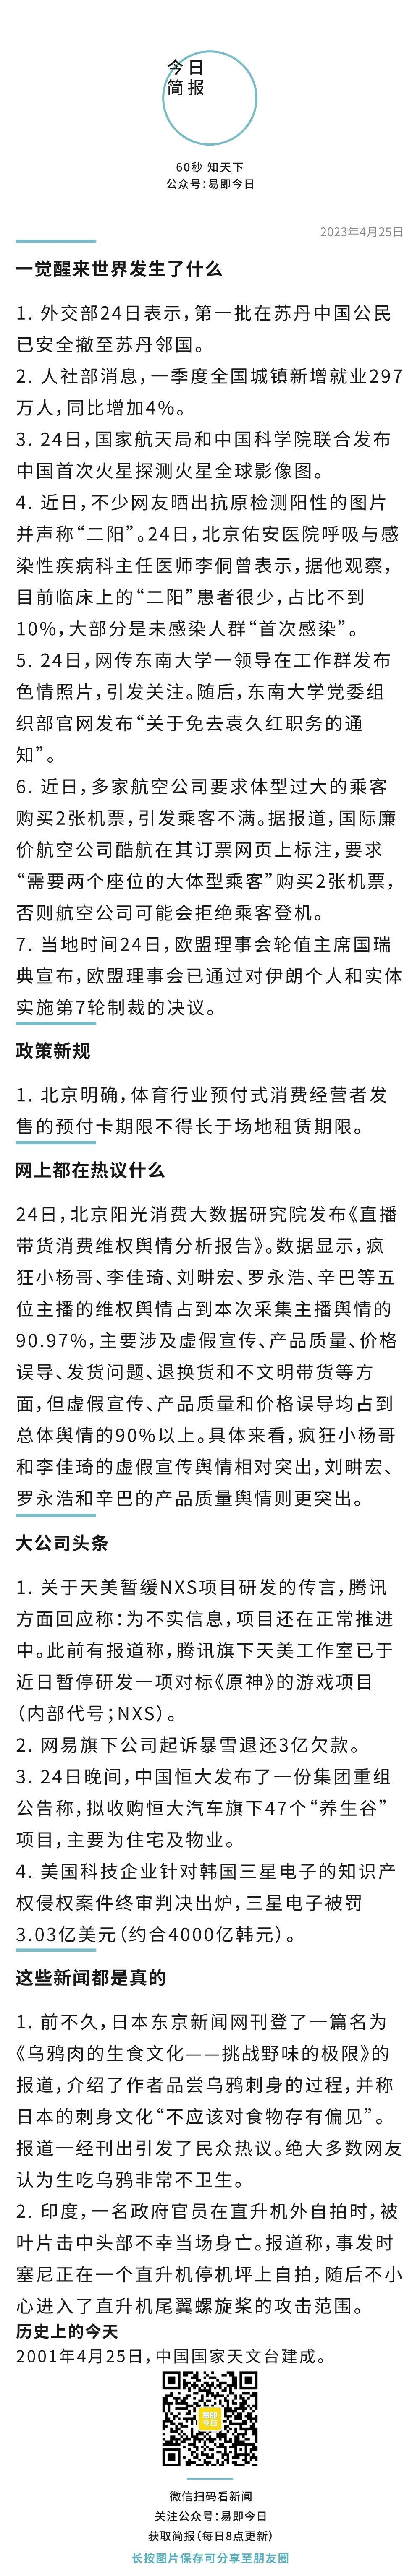 今日
简报
60秒 知天下
公众号：易即今日
2023年4月25日
一觉醒来世界发生了什么
1. 外交部24日表示，第一批在苏丹中国公民
已安全撤至苏丹邻国。
2. 人社部消息，一季度全国城镇新增就业297
万人，同比增加4%。
3. 24日，国家航天局和中国科学院联合发布
中国首次火星探测火星全球影像图。
4. 近日，不少网友晒出抗原检测阳性的图片
并声称“二阳”。24日，北京佑安医院呼吸与感
染性疾病科主任医师李侗曾表示，据他观察，
目前临床上的“二阳”患者很少，占比不到
10%，大部分是未感染人群“首次感染”。
5. 24日，网传东南大学一领导在工作群发布
色情照片，引发关注。随后，东南大学党委组
织部官网发布“关于免去袁久红职务的通
知”。
6. 近日，多家航空公司要求体型过大的乘客
购买2张机票，引发乘客不满。据报道，国际廉
价航空公司酷航在其订票网页上标注，要求
“需要两个座位的大体型乘客”购买2张机票，
否则航空公司可能会拒绝乘客登机。
7. 当地时间24日，欧盟理事会轮值主席国瑞
典宣布，欧盟理事会已通过对伊朗个人和实体
实施第7轮制裁的决议。
政策新规
1. 北京明确，体育行业预付式消费经营者发
售的预付卡期限不得长于场地租赁期限。
网上都在热议什么
24日，北京阳光消费大数据研究院发布《直播
带货消费维权舆情分析报告》。数据显示，疯
狂小杨哥、李佳琦、刘畊宏、罗永浩、辛巴等五
位主播的维权舆情占到本次采集主播舆情的
90.97%，主要涉及虚假宣传、产品质量、价格
误导、发货问题、退换货和不文明带货等方
面，但虚假宣传、产品质量和价格误导均占到
总体舆情的90%以上。具体来看，疯狂小杨哥
和李佳琦的虚假宣传舆情相对突出，刘畊宏、
罗永浩和辛巴的产品质量舆情则更突出。
大公司头条
1. 关于天美暂缓NXS项目研发的传言，腾讯
方面回应称：为不实信息，项目还在正常推进
中。此前有报道称，腾讯旗下天美工作室已于
近日暂停研发一项对标《原神》的游戏项目
（内部代号；NXS）。
2. 网易旗下公司起诉暴雪退还3亿欠款。
3. 24日晚间，中国恒大发布了一份集团重组
公告称，拟收购恒大汽车旗下47个“养生谷”
项目，主要为住宅及物业。
4. 美国科技企业针对韩国三星电子的知识产
权侵权案件终审判决出炉，三星电子被罚
3.03亿美元（约合4000亿韩元）。
这些新闻都是真的
1. 前不久，日本东京新闻网刊登了一篇名为
《乌鸦肉的生食文化——挑战野味的极限》的
报道，介绍了作者品尝乌鸦刺身的过程，并称
日本的刺身文化“不应该对食物存有偏见”。
报道一经刊出引发了民众热议。绝大多数网友
认为生吃乌鸦非常不卫生。
2. 印度，一名政府官员在直升机外自拍时，被
叶片击中头部不幸当场身亡。报道称，事发时
塞尼正在一个直升机停机坪上自拍，随后不小
心进入了直升机尾翼螺旋桨的攻击范围。
历史上的今天
2001年4月25日，中国国家天文台建成。
易即
今日
微信扫码看新闻
关注公众号：易即今日
获取简报（每日8点更新）
长按图片保存可分享至朋友圈